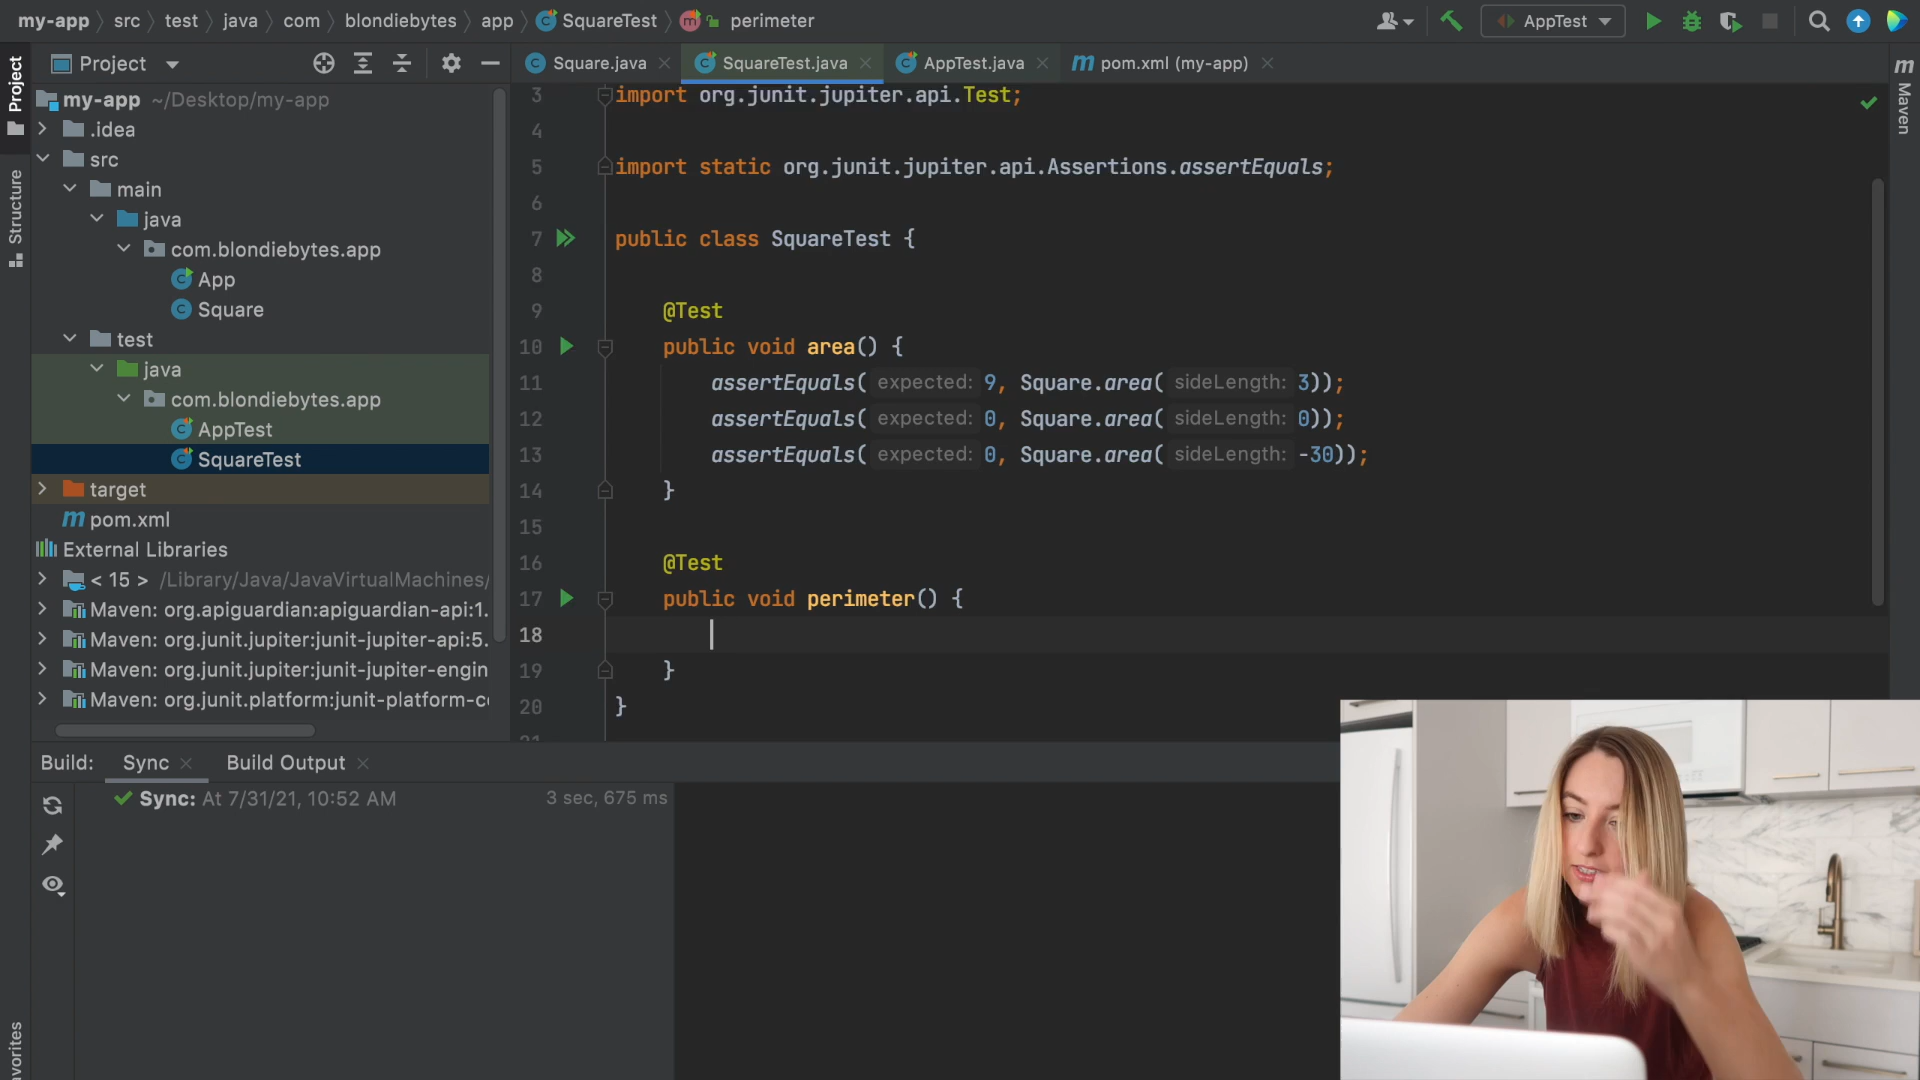 my-app src test java com blondiebytes app SquareTest m perimeter
AppTest
Project
Square.java
SquareTest.java
AppTest.java
m pom.xml (my-app)
Project
Structure
my-app ~/Desktop/my-app
.idea
src
main
java
com.blondiebytes.app
App
Square
test
java
com.blondiebytes.app
AppTest
SquareTest
target
m pom.xml
External Libraries
< 15 > /Library/Java/JavaVirtualMachines/
Maven: org.apiguardian:apiguardian-api:1.
Maven: org.junit.jupiter:junit-jupiter-api:5.
Maven: org.junit.jupiter:junit-jupiter-engin
Maven: org.junit.platform:junit-platform-c
3 import org.junit.jupiter.api.Test;
4
5 import static org.junit.jupiter.api.Assertions.assertEquals;
6
7 public class SquareTest {
8
9 @Test
10 public void area() {
11 assertEquals( expected: 9, Square.area( sideLength: 3));
12 assertEquals( expected: 0, Square.area( sideLength: 0));
13 assertEquals( expected: 0, Square.area( sideLength: -30));
14 }
15
16 @Test
17 public void perimeter() {
18
19 }
20 }
21
m
Maven
Build: Sync Build Output
Sync: At 7/31/21, 10:52 AM 3 sec, 675 ms
avorites